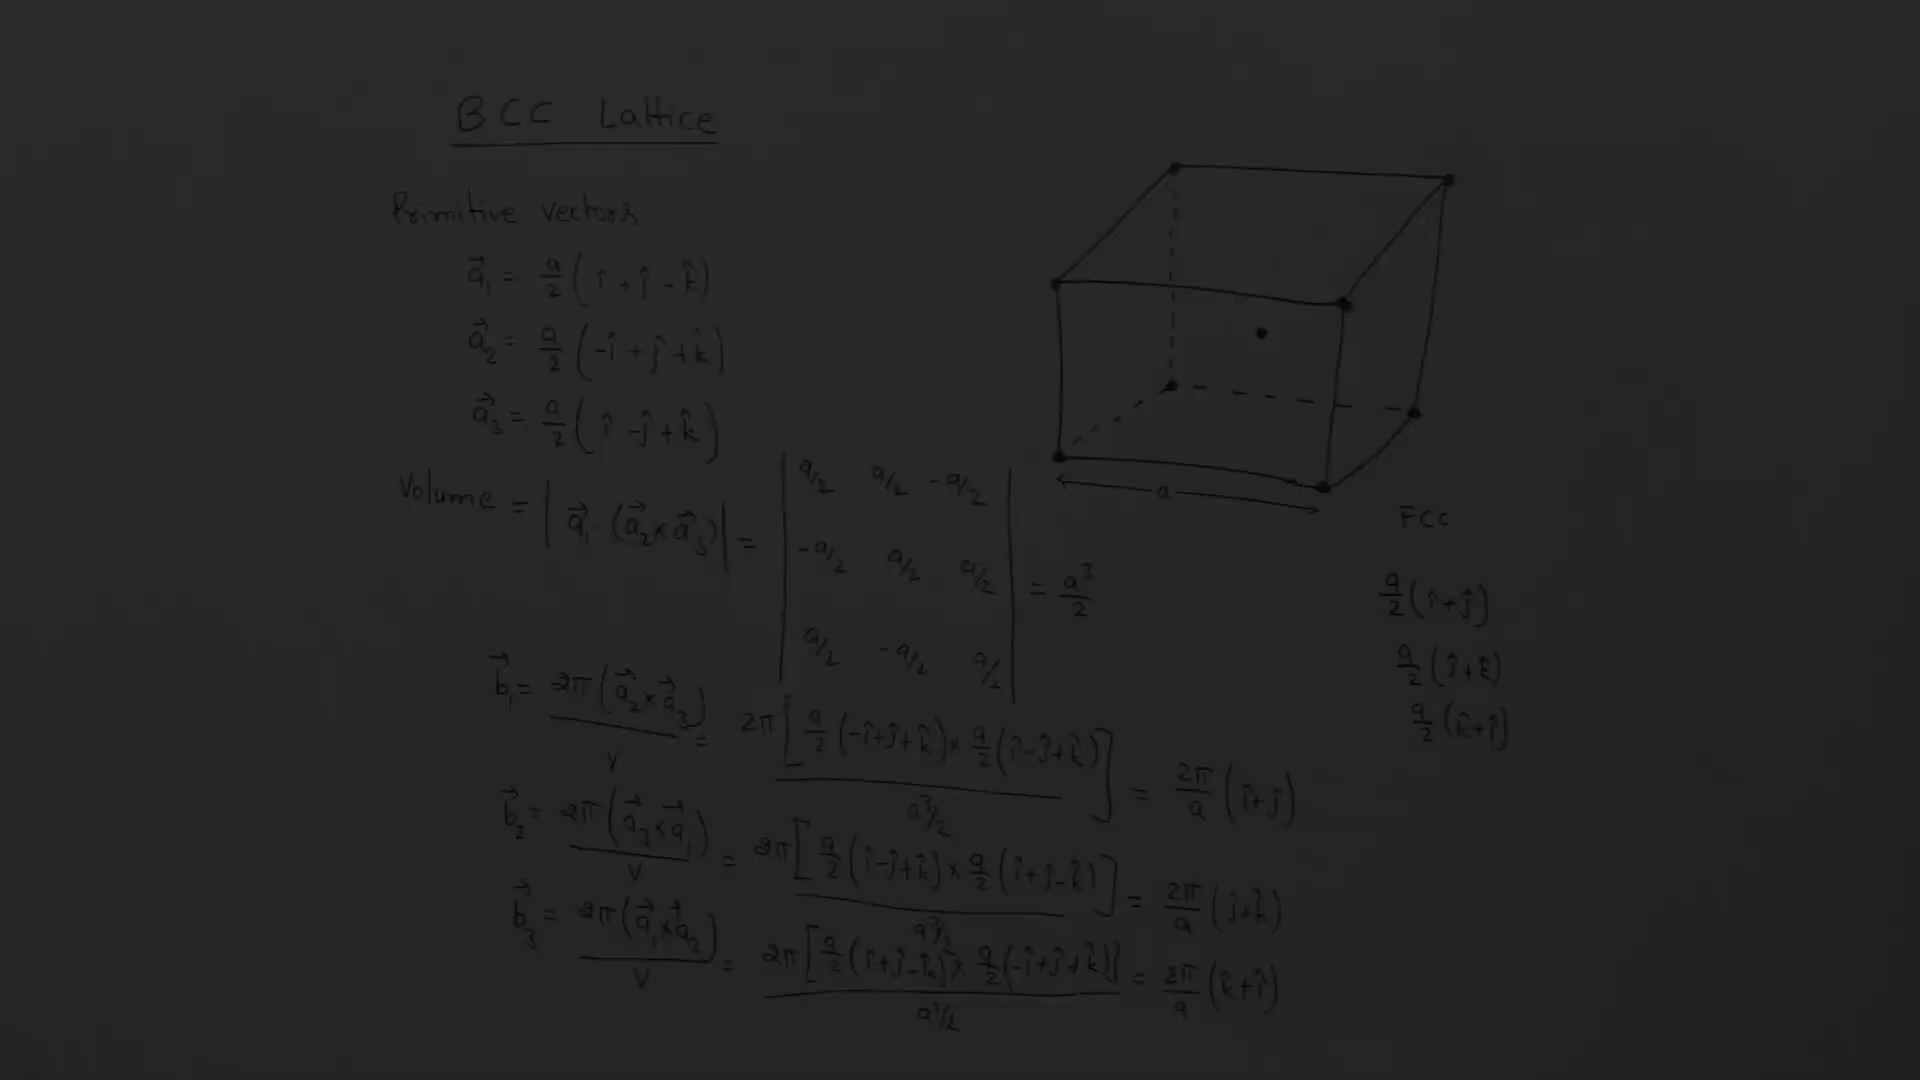 BCC Lattice
Primitive vectors
a⃗₁ = a/2 (î + ĵ - k̂)
a⃗₂ = a/2 (-î + ĵ + k̂)
a⃗₃ = a/2 (î - ĵ + k̂)
Volume = | a⃗₁ · (a⃗₂ × a⃗₃) | = | a/2 a/2 -a/2
-a/2 a/2 a/2
a/2 -a/2 a/2 | = a³/2
b⃗₁ = 2π(a⃗₂ × a⃗₃) / V = 2π[a/2 (-î+ĵ+k̂) × a/2 (î-ĵ+k̂)] / a³/2 = 2π/a (î+ĵ)
b⃗₂ = 2π(a⃗₃ × a⃗₁) / V = 2π[a/2 (î-ĵ+k̂) × a/2 (î+ĵ-k̂)] / a³/2 = 2π/a (ĵ+k̂)
b⃗₃ = 2π(a⃗₁ × a⃗₂) / V = 2π[a/2 (î+ĵ-k̂) × a/2 (-î+ĵ+k̂)] / a³/2 = 2π/a (k̂+î)
a
FCC
a/2 (î+ĵ)
a/2 (ĵ+k̂)
a/2 (k̂+î)